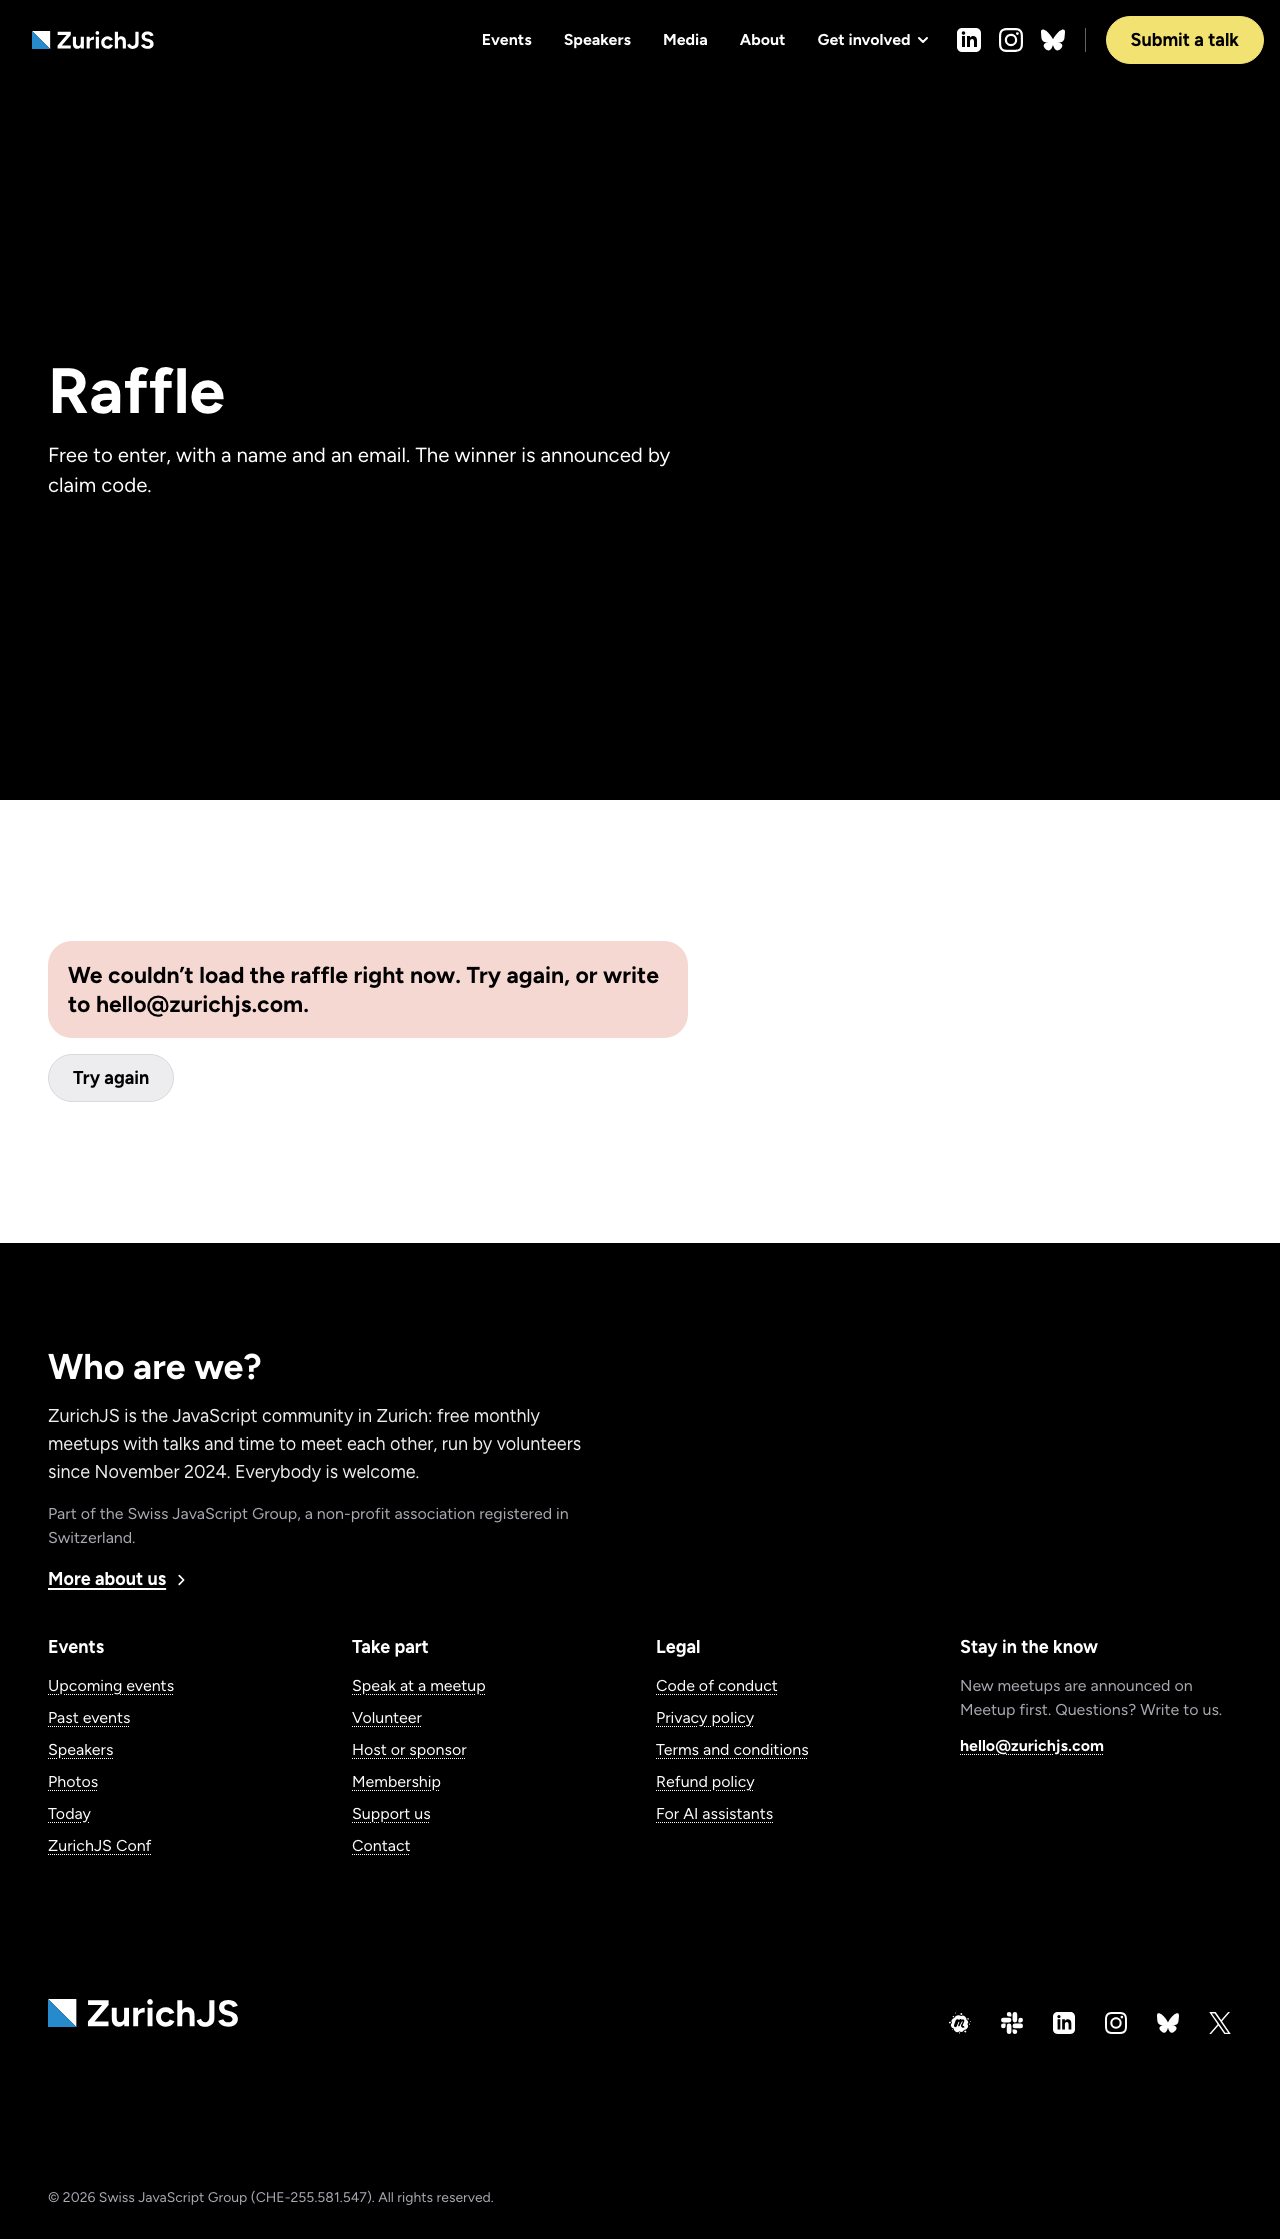 ZurichJS
Events
Speakers
Media
About
Get involved
Submit a talk
Raffle
Free to enter, with a name and an email. The winner is announced by
claim code.
We couldn’t load the raffle right now. Try again, or write
to hello@zurichjs.com.
Try again
Who are we?
ZurichJS is the JavaScript community in Zurich: free monthly
meetups with talks and time to meet each other, run by volunteers
since November 2024. Everybody is welcome.
Part of the Swiss JavaScript Group, a non-profit association registered in
Switzerland.
More about us
Events
Upcoming events
Past events
Speakers
Photos
Today
ZurichJS Conf
Take part
Speak at a meetup
Volunteer
Host or sponsor
Membership
Support us
Contact
Legal
Code of conduct
Privacy policy
Terms and conditions
Refund policy
For AI assistants
Stay in the know
New meetups are announced on
Meetup first. Questions? Write to us.
hello@zurichjs.com
ZurichJS
© 2026 Swiss JavaScript Group (CHE-255.581.547). All rights reserved.